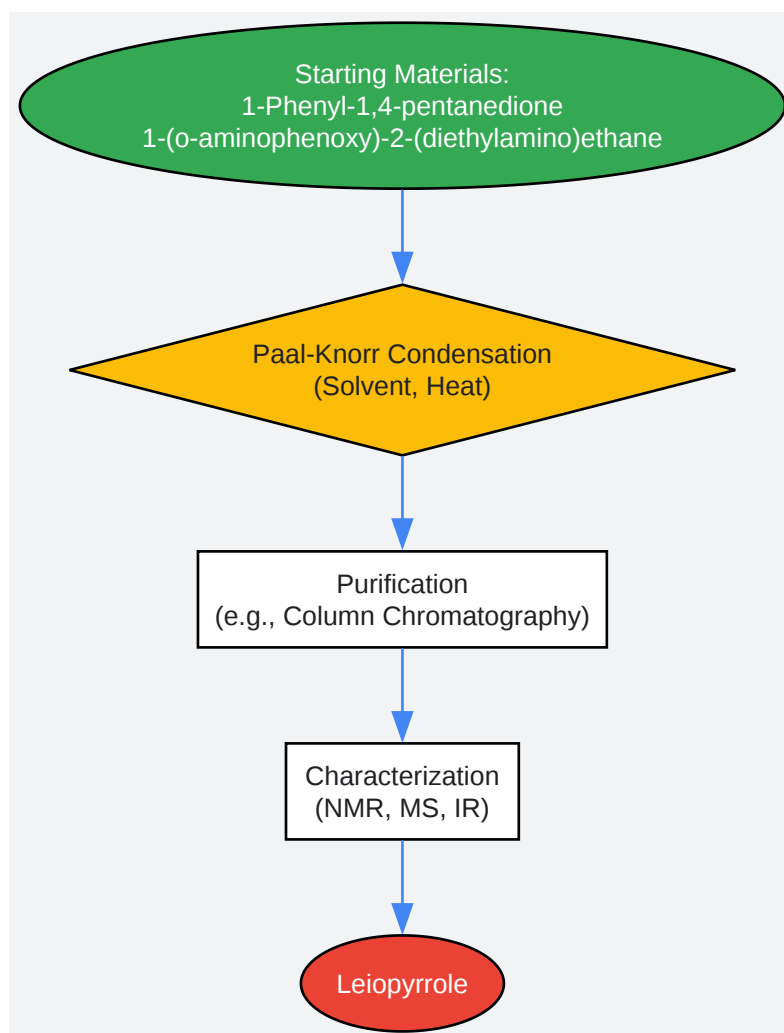 Starting Materials:
1-Phenyl-1,4-pentanedione
1-(o-aminophenoxy)-2-(diethylamino)ethane
Paal-Knorr Condensation
(Solvent, Heat)
Purification
(e.g., Column Chromatography)
Characterization
(NMR, MS, IR)
Leiopyrrole